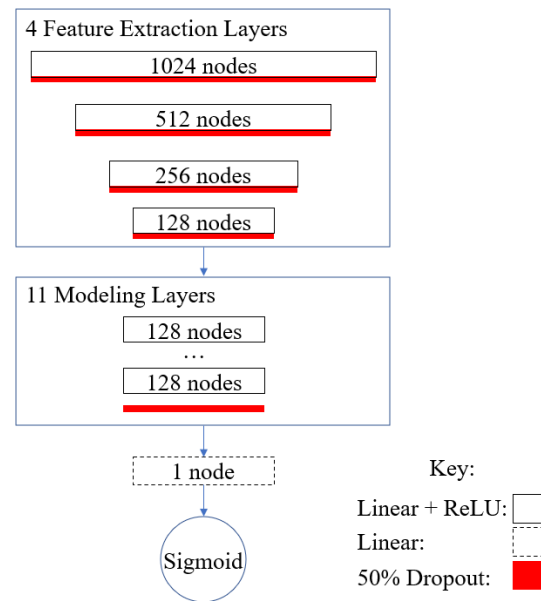 4 Feature Extraction Layers
1024 nodes
512 nodes
256 nodes
128 nodes
11 Modeling Layers
128 nodes
...
128 nodes
1 node
Sigmoid
Key:
Linear + ReLU:
Linear:
50% Dropout: